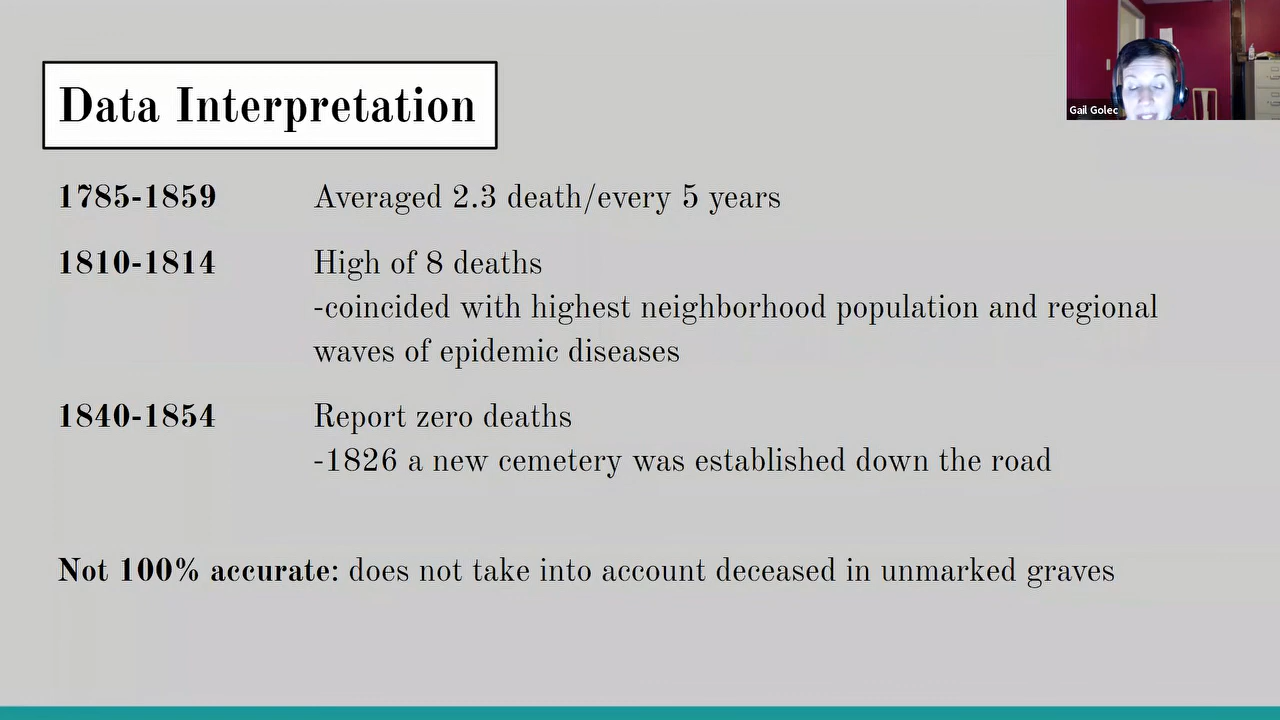 Data Interpretation
Gail Golec
1785-1859 Averaged 2.3 death/every 5 years
1810-1814 High of 8 deaths
-coincided with highest neighborhood population and regional
waves of epidemic diseases
1840-1854 Report zero deaths
-1826 a new cemetery was established down the road
Not 100% accurate: does not take into account deceased in unmarked graves